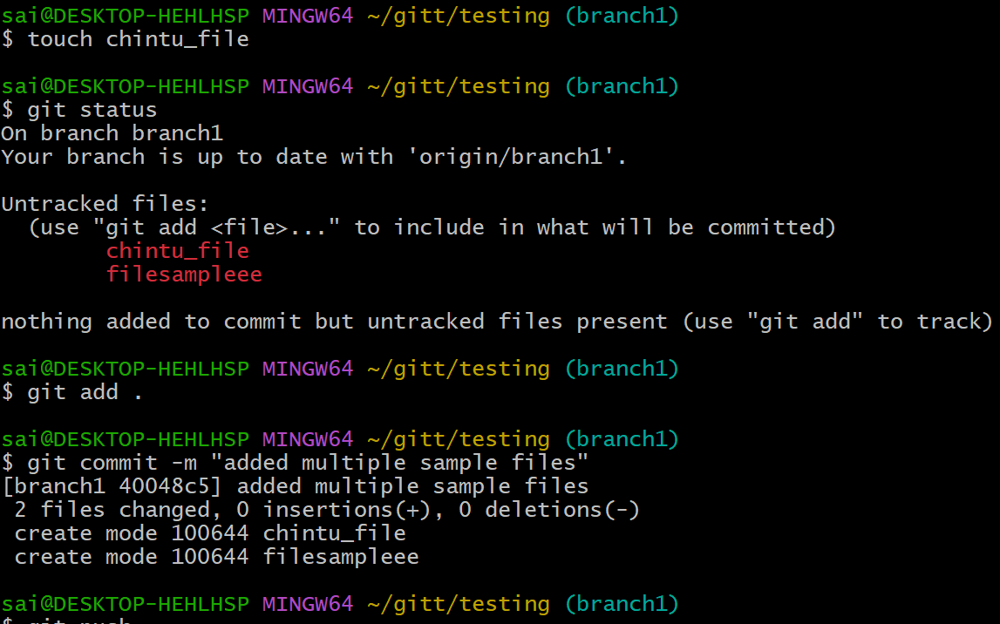 sai@DESKTOP-HEHLHSP MINGW64 ~/gitt/testing (branch1)
$ touch chintu_file
sai@DESKTOP-HEHLHSP MINGW64 ~/gitt/testing (branch1)
$ git status
On branch branch1
Your branch is up to date with 'origin/branch1'.
Untracked files:
  (use "git add <file>..." to include in what will be committed)
        chintu_file
        filesampleee
nothing added to commit but untracked files present (use "git add" to track)
sai@DESKTOP-HEHLHSP MINGW64 ~/gitt/testing (branch1)
$ git add .
sai@DESKTOP-HEHLHSP MINGW64 ~/gitt/testing (branch1)
$ git commit -m "added multiple sample files"
[branch1 40048c5] added multiple sample files
 2 files changed, 0 insertions(+), 0 deletions(-)
 create mode 100644 chintu_file
 create mode 100644 filesampleee
sai@DESKTOP-HEHLHSP MINGW64 ~/gitt/testing (branch1)
$ git push